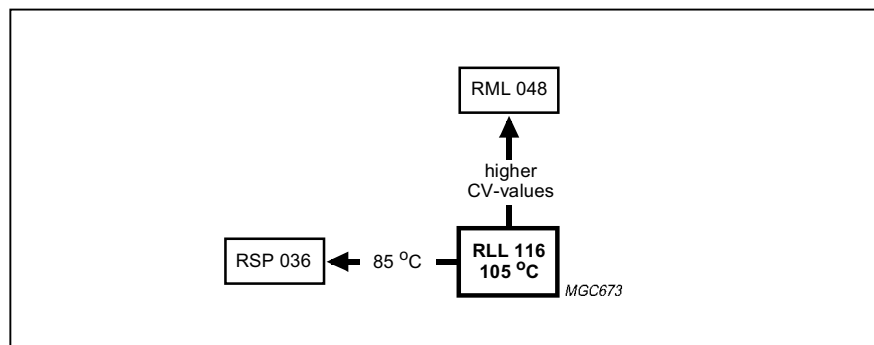 RML 048
higher
CV-values
RSP 036
85 °C
RLL 116
105 °C
MGC673